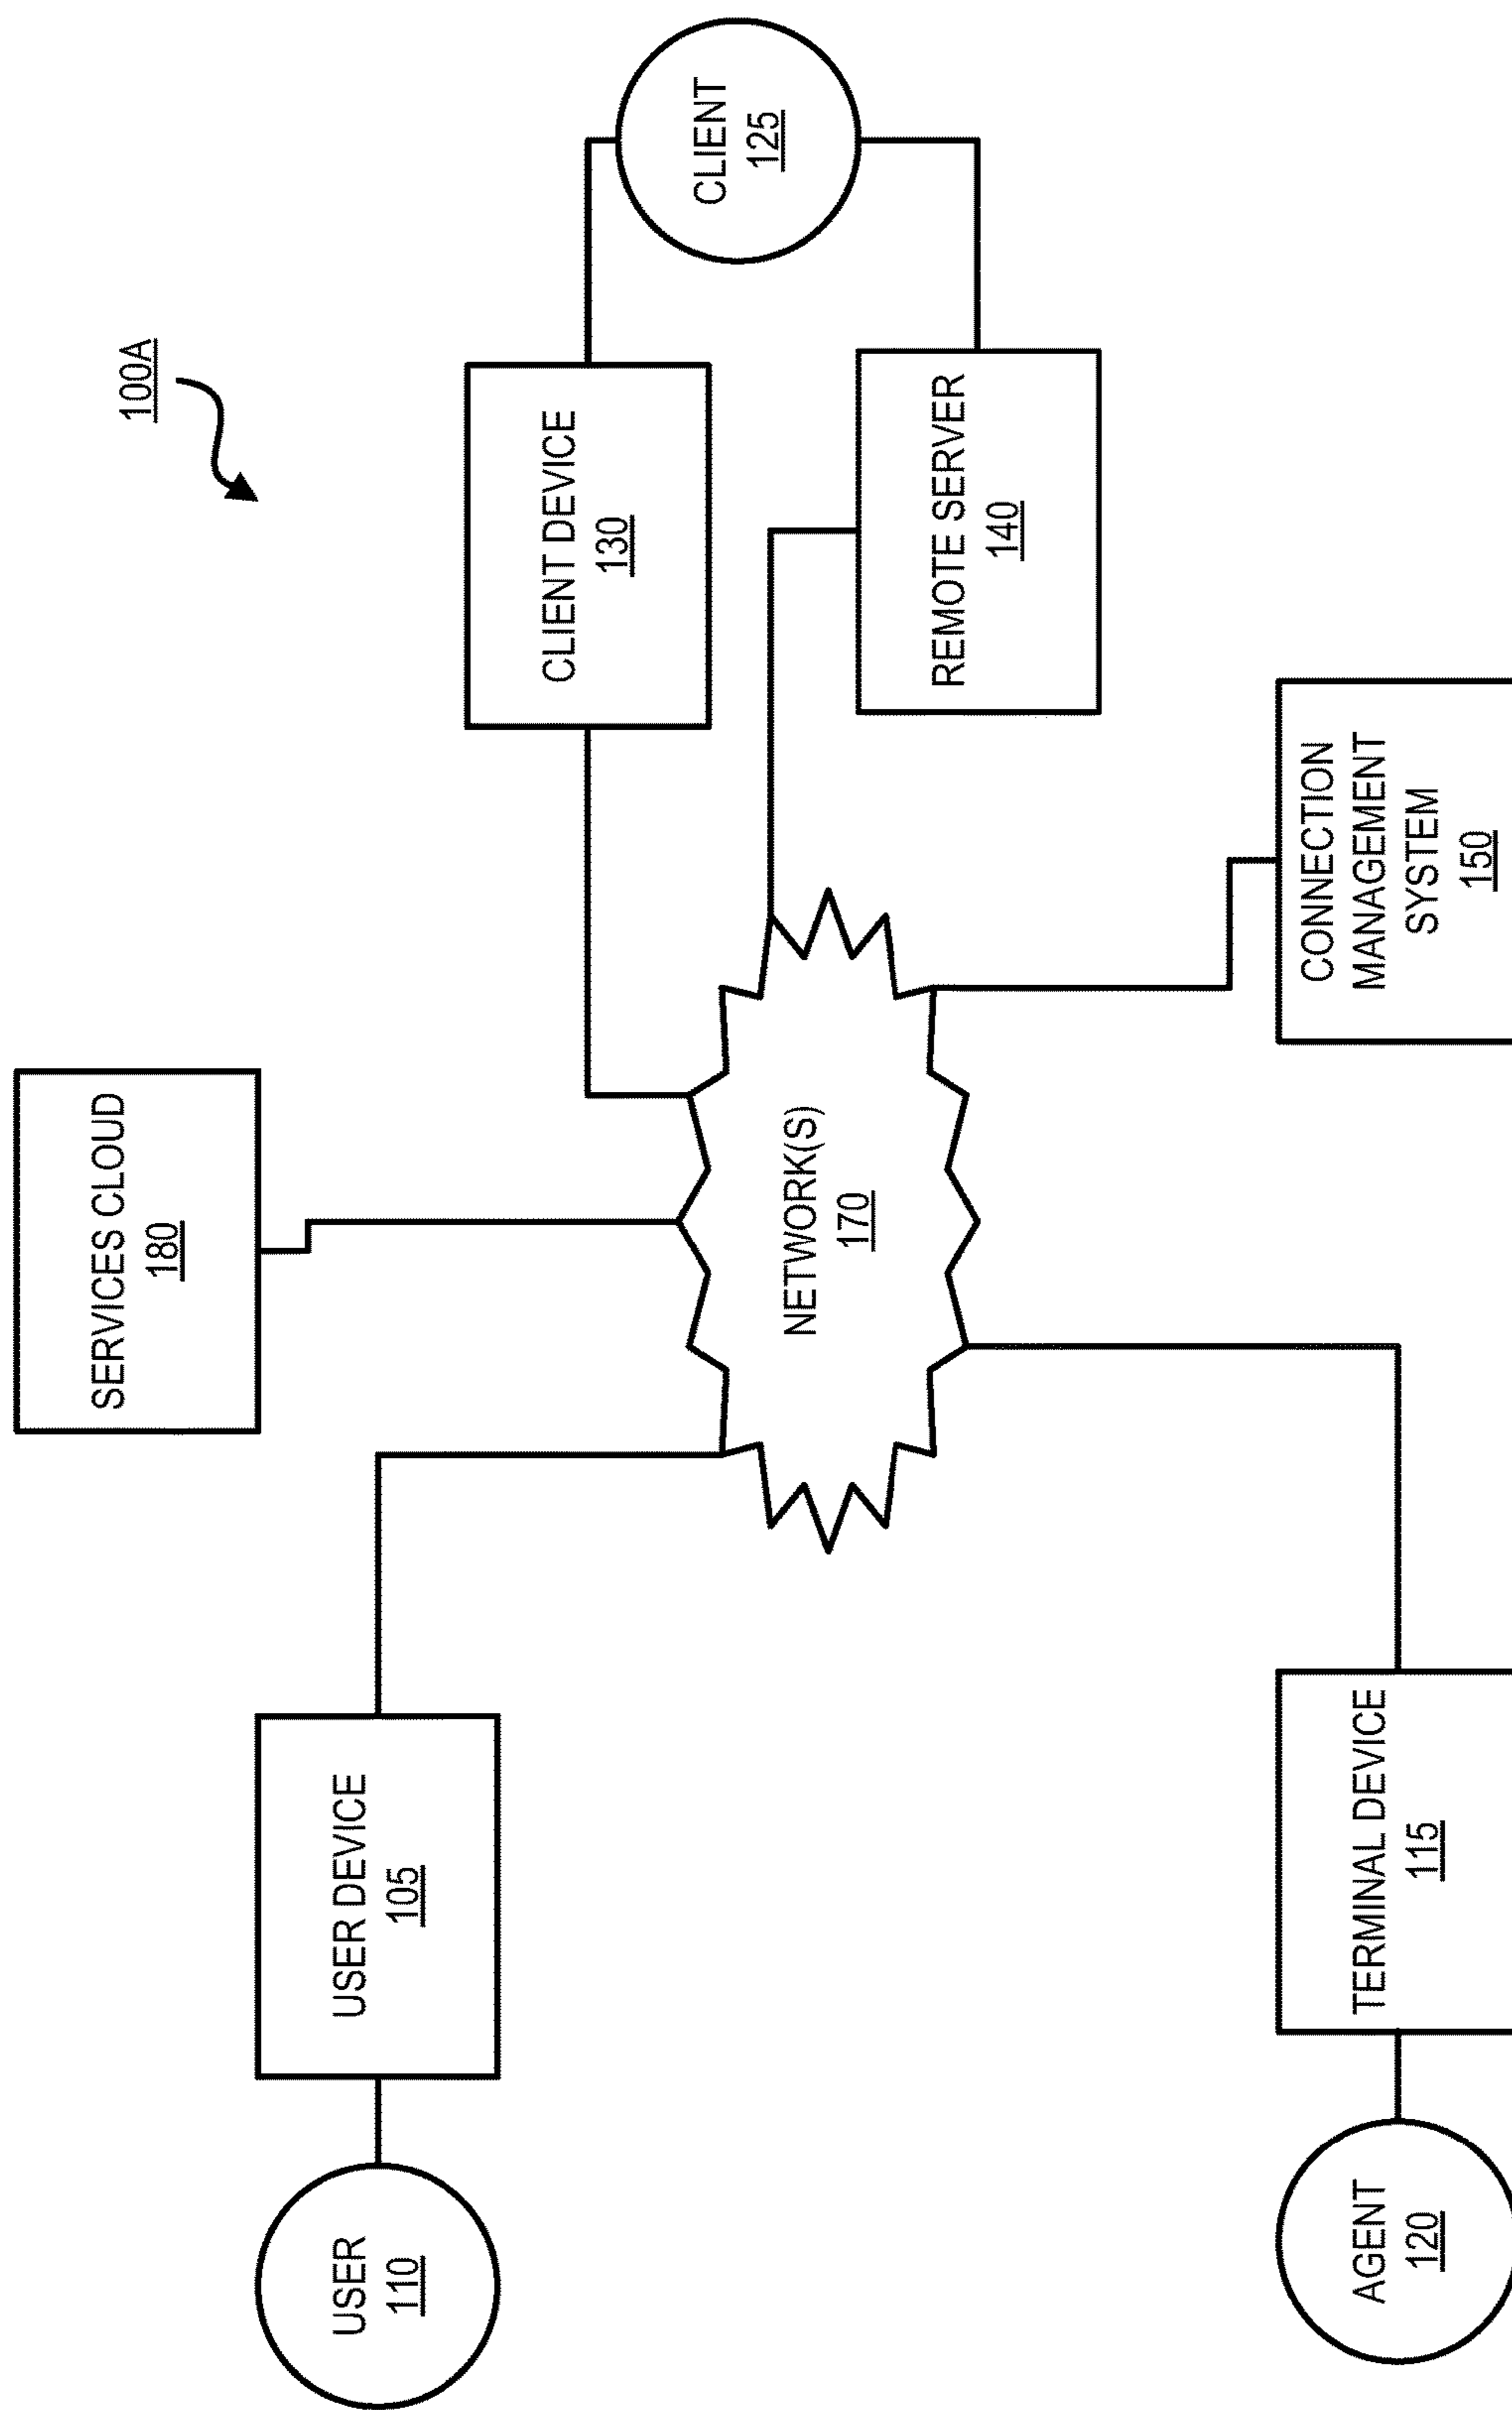 100A
SERVICES CLOUD
180
USER
110
USER DEVICE
105
CLIENT DEVICE
130
CLIENT
125
NETWORK(S)
170
REMOTE SERVER
140
AGENT
120
TERMINAL DEVICE
115
CONNECTION
MANAGEMENT
SYSTEM
150